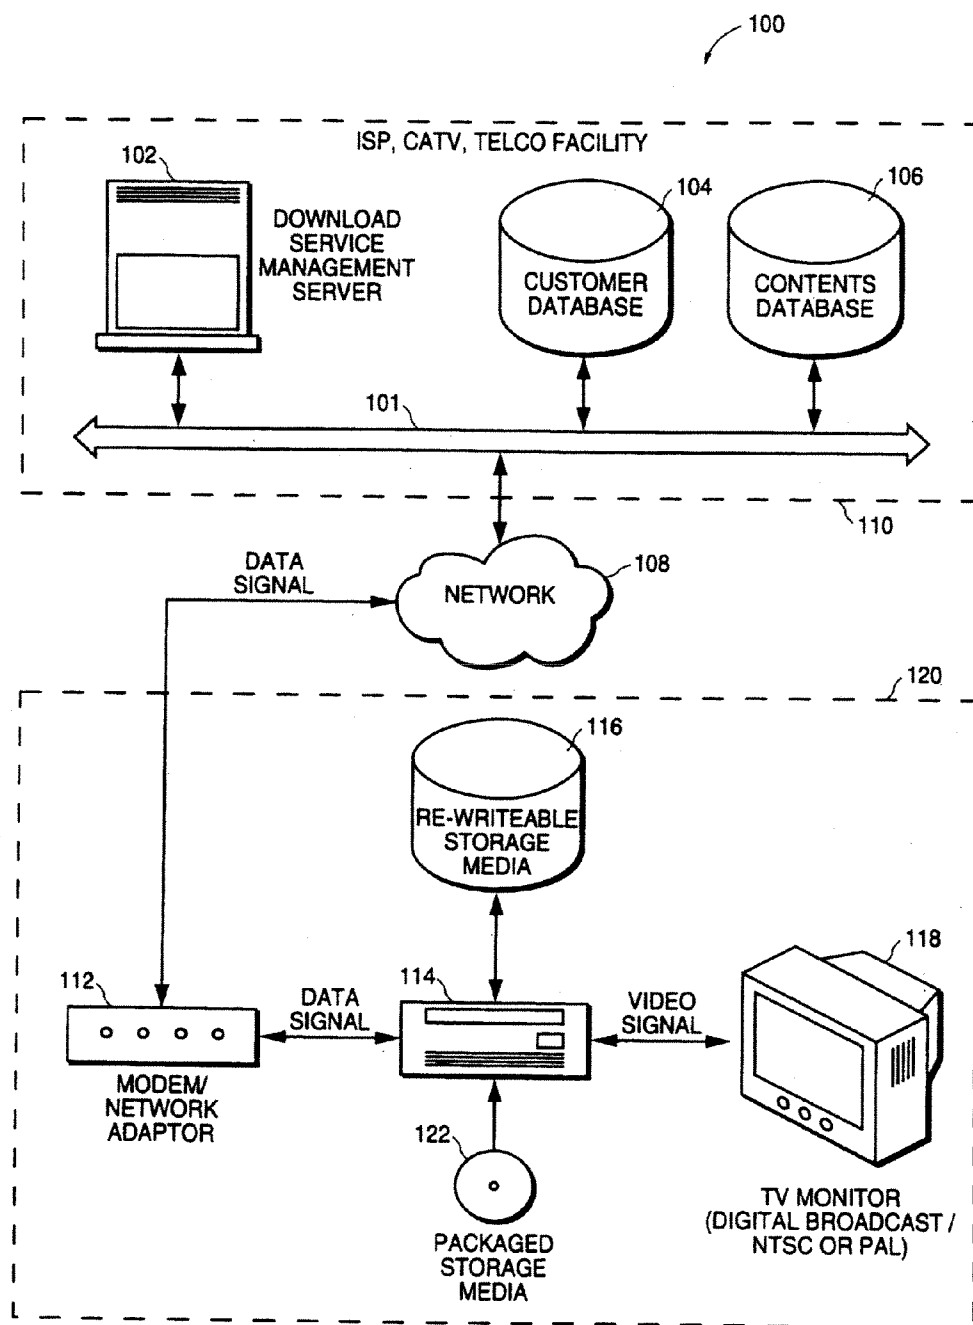 100
ISP, CATV, TELCO FACILITY
102
DOWNLOAD
SERVICE
MANAGEMENT
SERVER
104
CUSTOMER
DATABASE
106
CONTENTS
DATABASE
101
110
DATA
SIGNAL
NETWORK
108
120
116
RE-WRITEABLE
STORAGE
MEDIA
112
MODEM/
NETWORK
ADAPTOR
DATA
SIGNAL
114
VIDEO
SIGNAL
118
122
PACKAGED
STORAGE
MEDIA
TV MONITOR
(DIGITAL BROADCAST /
NTSC OR PAL)